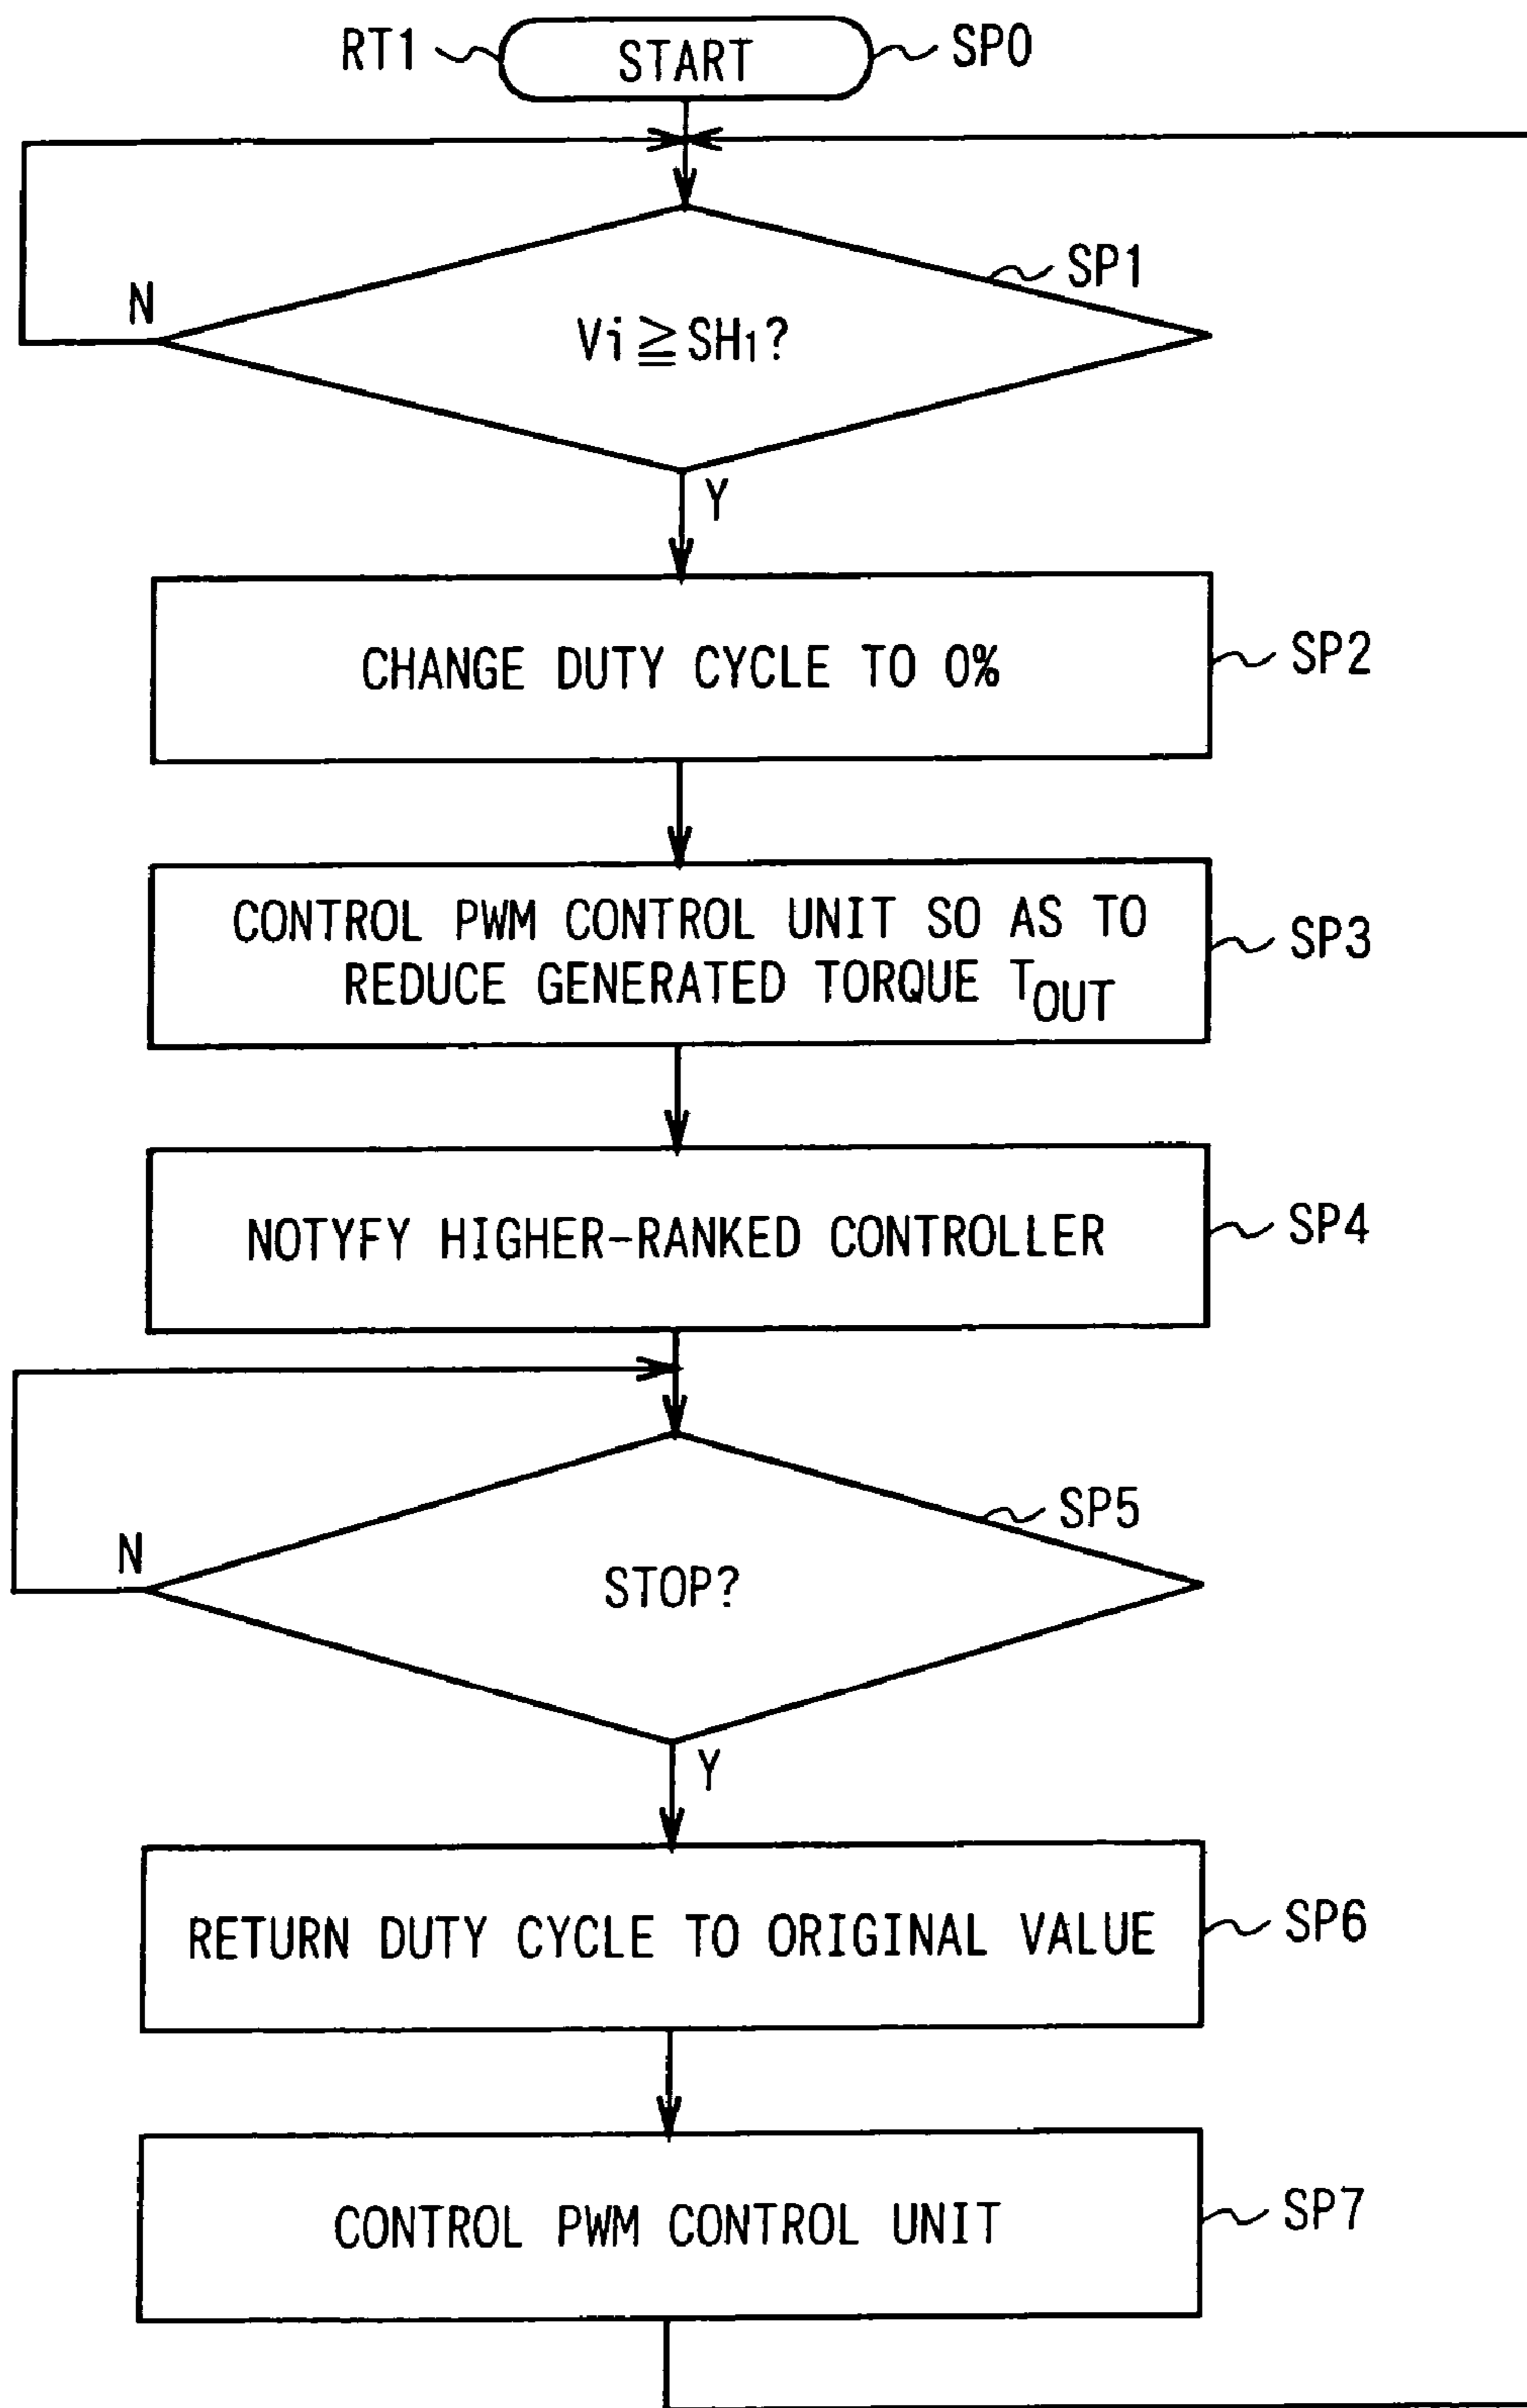 RT1 START SP0
SP1
N
Vi≧SH1?
Y
CHANGE DUTY CYCLE TO 0% SP2
CONTROL PWM CONTROL UNIT SO AS TO
REDUCE GENERATED TORQUE TOUT
SP3
NOTYFY HIGHER-RANKED CONTROLLER SP4
SP5
N
STOP?
Y
RETURN DUTY CYCLE TO ORIGINAL VALUE SP6
CONTROL PWM CONTROL UNIT SP7